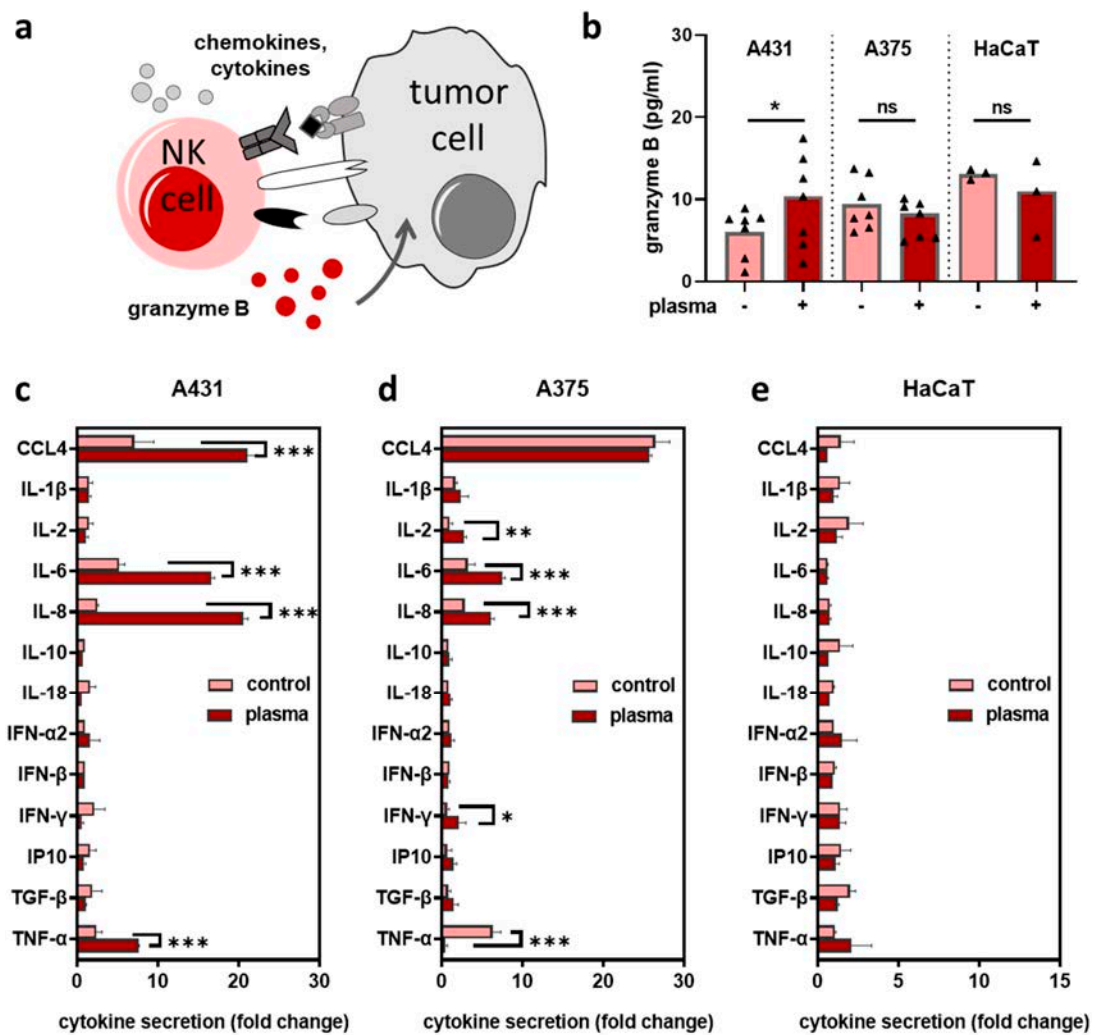 a
chemokines,
cytokines
NK
cell
tumor
cell
granzyme B
b
A431
A375
HaCaT
30
20
10
0
granzyme B (pg/ml)
*
ns
ns
plasma
- + - + - +
c
A431
CCL4
IL-1β
IL-2
IL-6
IL-8
IL-10
IL-18
IFN-α2
IFN-β
IFN-γ
IP10
TGF-β
TNF-α
***
***
***
***
control
plasma
0 10 20 30
cytokine secretion (fold change)
d
A375
CCL4
IL-1β
IL-2
IL-6
IL-8
IL-10
IL-18
IFN-α2
IFN-β
IFN-γ
IP10
TGF-β
TNF-α
**
***
***
*
***
control
plasma
0 10 20 30
cytokine secretion (fold change)
e
HaCaT
CCL4
IL-1β
IL-2
IL-6
IL-8
IL-10
IL-18
IFN-α2
IFN-β
IFN-γ
IP10
TGF-β
TNF-α
control
plasma
0 5 10 15
cytokine secretion (fold change)